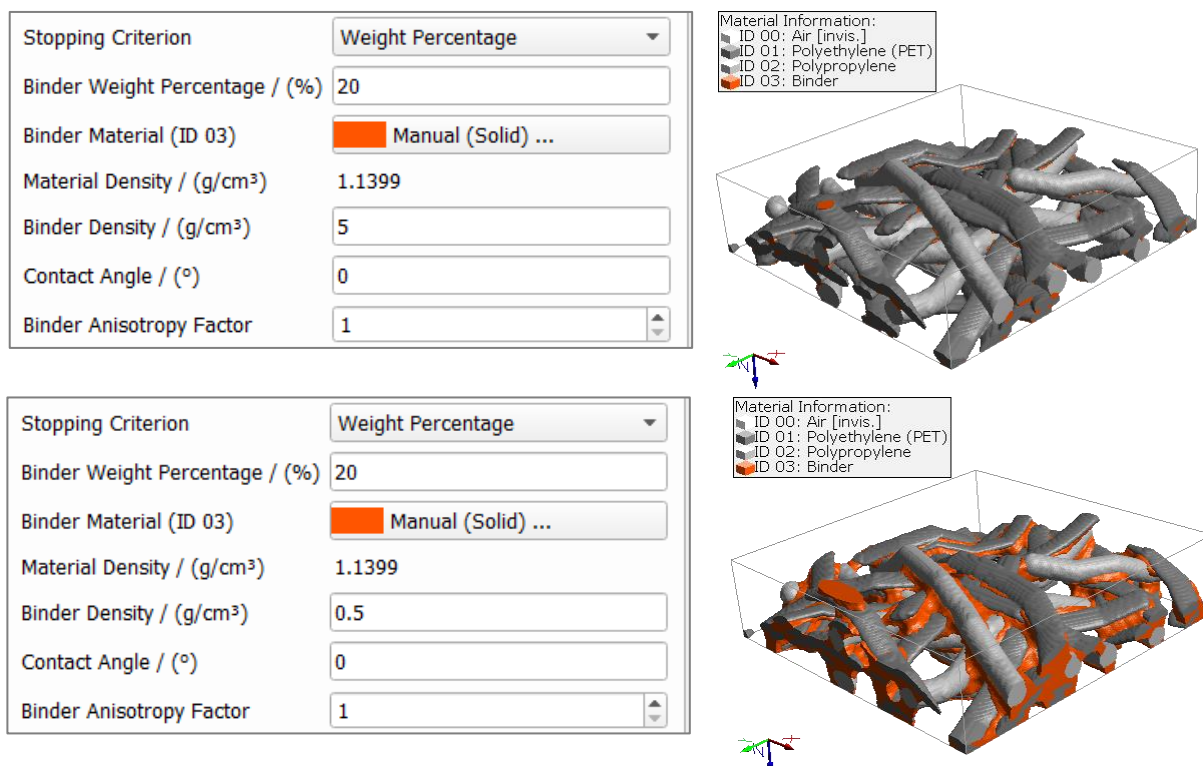 Stopping Criterion Weight Percentage
Binder Weight Percentage / (%) 20
Binder Material (ID 03) Manual (Solid) ...
Material Density / (g/cm³) 1.1399
Binder Density / (g/cm³) 5
Contact Angle / (°) 0
Binder Anisotropy Factor 1
Material Information:
ID 00: Air [invis.]
ID 01: Polyethylene (PET)
ID 02: Polypropylene
ID 03: Binder
Stopping Criterion Weight Percentage
Binder Weight Percentage / (%) 20
Binder Material (ID 03) Manual (Solid) ...
Material Density / (g/cm³) 1.1399
Binder Density / (g/cm³) 0.5
Contact Angle / (°) 0
Binder Anisotropy Factor 1
Material Information:
ID 00: Air [invis.]
ID 01: Polyethylene (PET)
ID 02: Polypropylene
ID 03: Binder